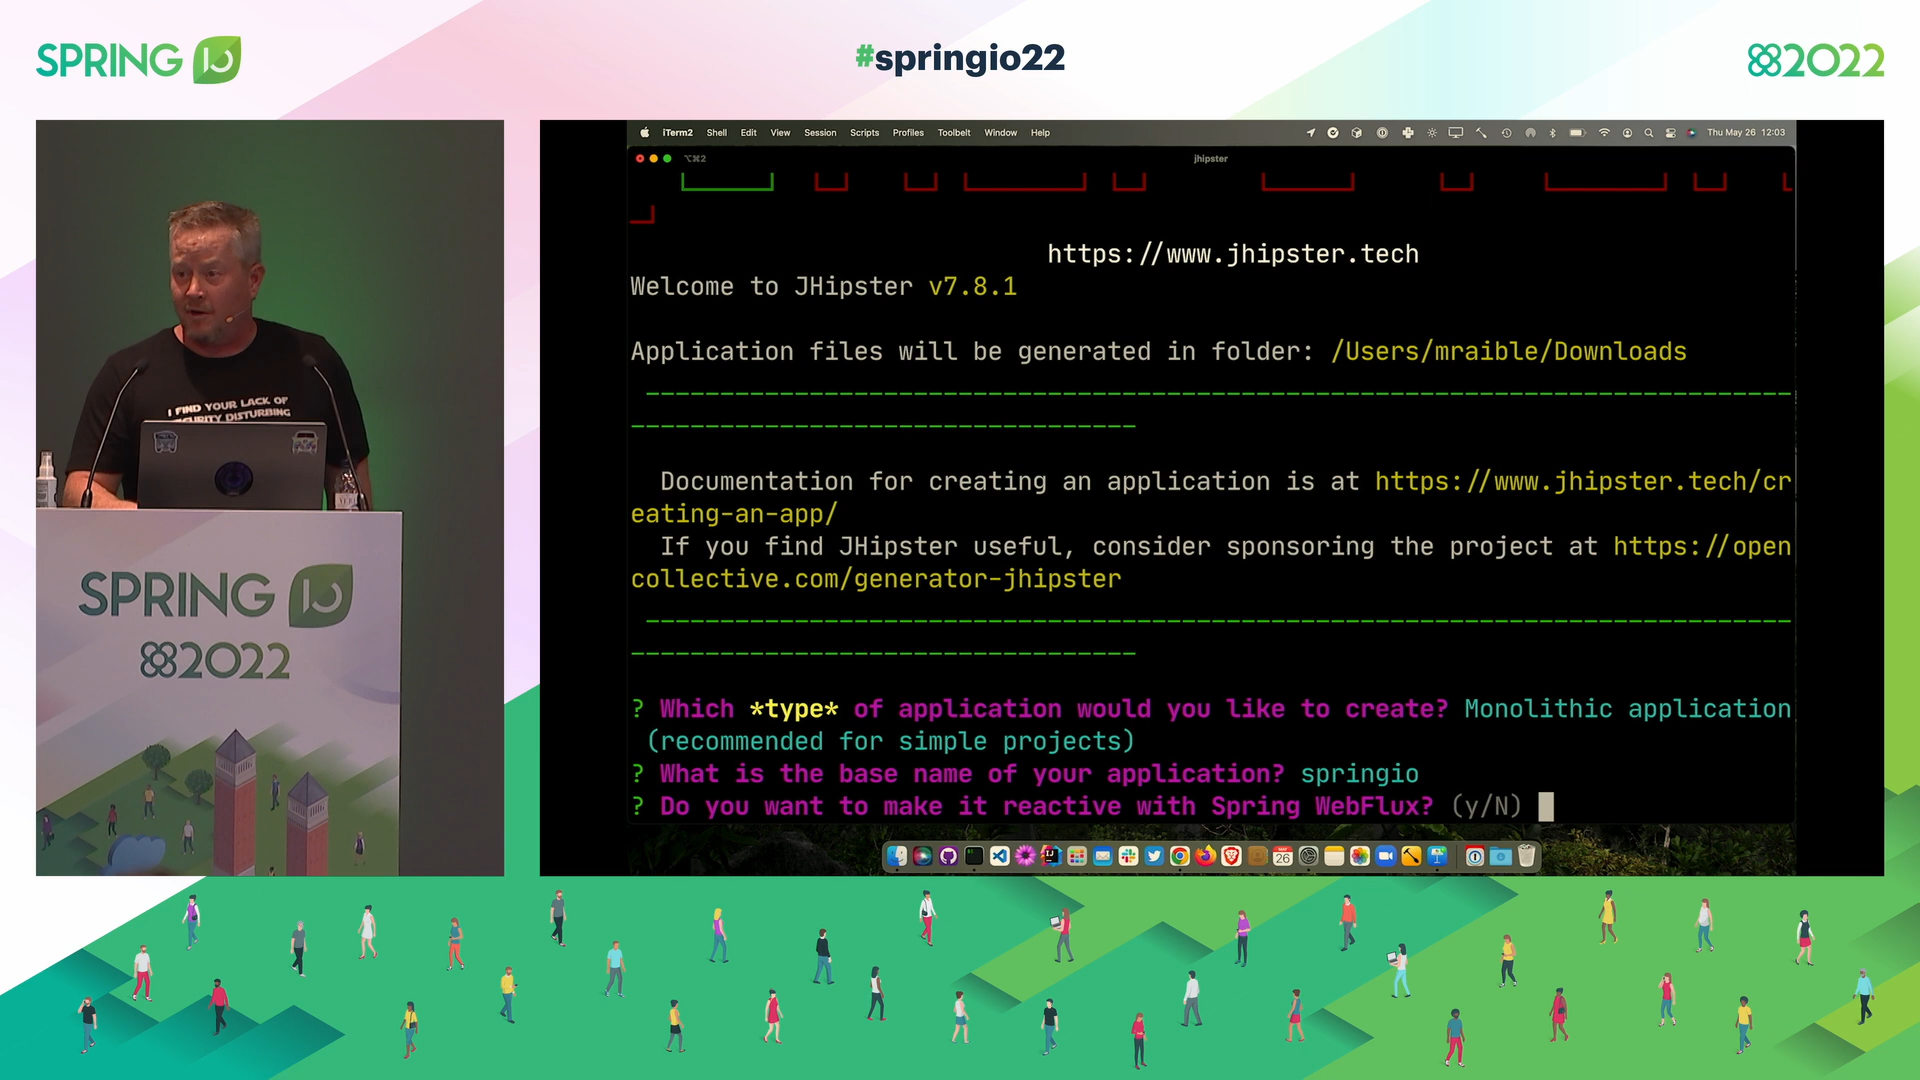 SPRING IO
#springio22
2022
iTerm2 Shell Edit View Session Scripts Profiles Toolbelt Window Help
Thu May 26 12:03
⌥⌘2
jhipster
https://www.jhipster.tech
Welcome to JHipster v7.8.1
Application files will be generated in folder: /Users/mraible/Downloads
Documentation for creating an application is at https://www.jhipster.tech/cr
eating-an-app/
If you find JHipster useful, consider sponsoring the project at https://open
collective.com/generator-jhipster
? Which *type* of application would you like to create? Monolithic application
(recommended for simple projects)
? What is the base name of your application? springio
? Do you want to make it reactive with Spring WebFlux? (y/N)
I FIND YOUR LACK OF
SECURITY DISTURBING
SPRING IO
2022